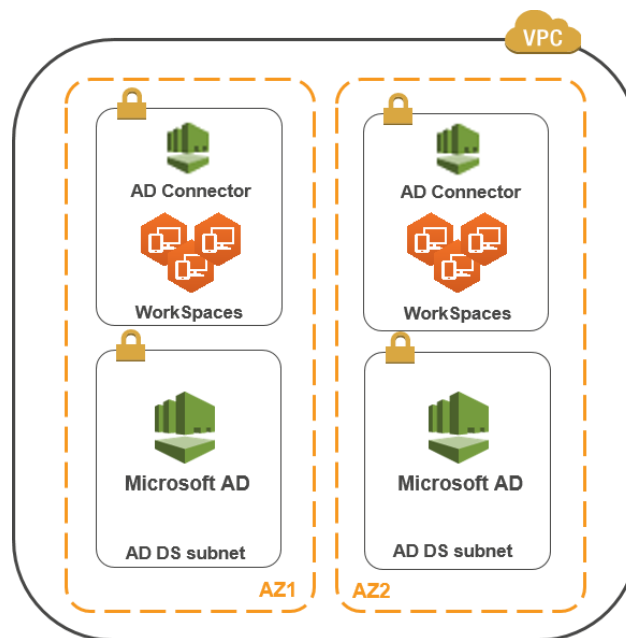 VPC
AD Connector
WorkSpaces
Microsoft AD
AD DS subnet
AZ1
AD Connector
WorkSpaces
Microsoft AD
AD DS subnet
AZ2